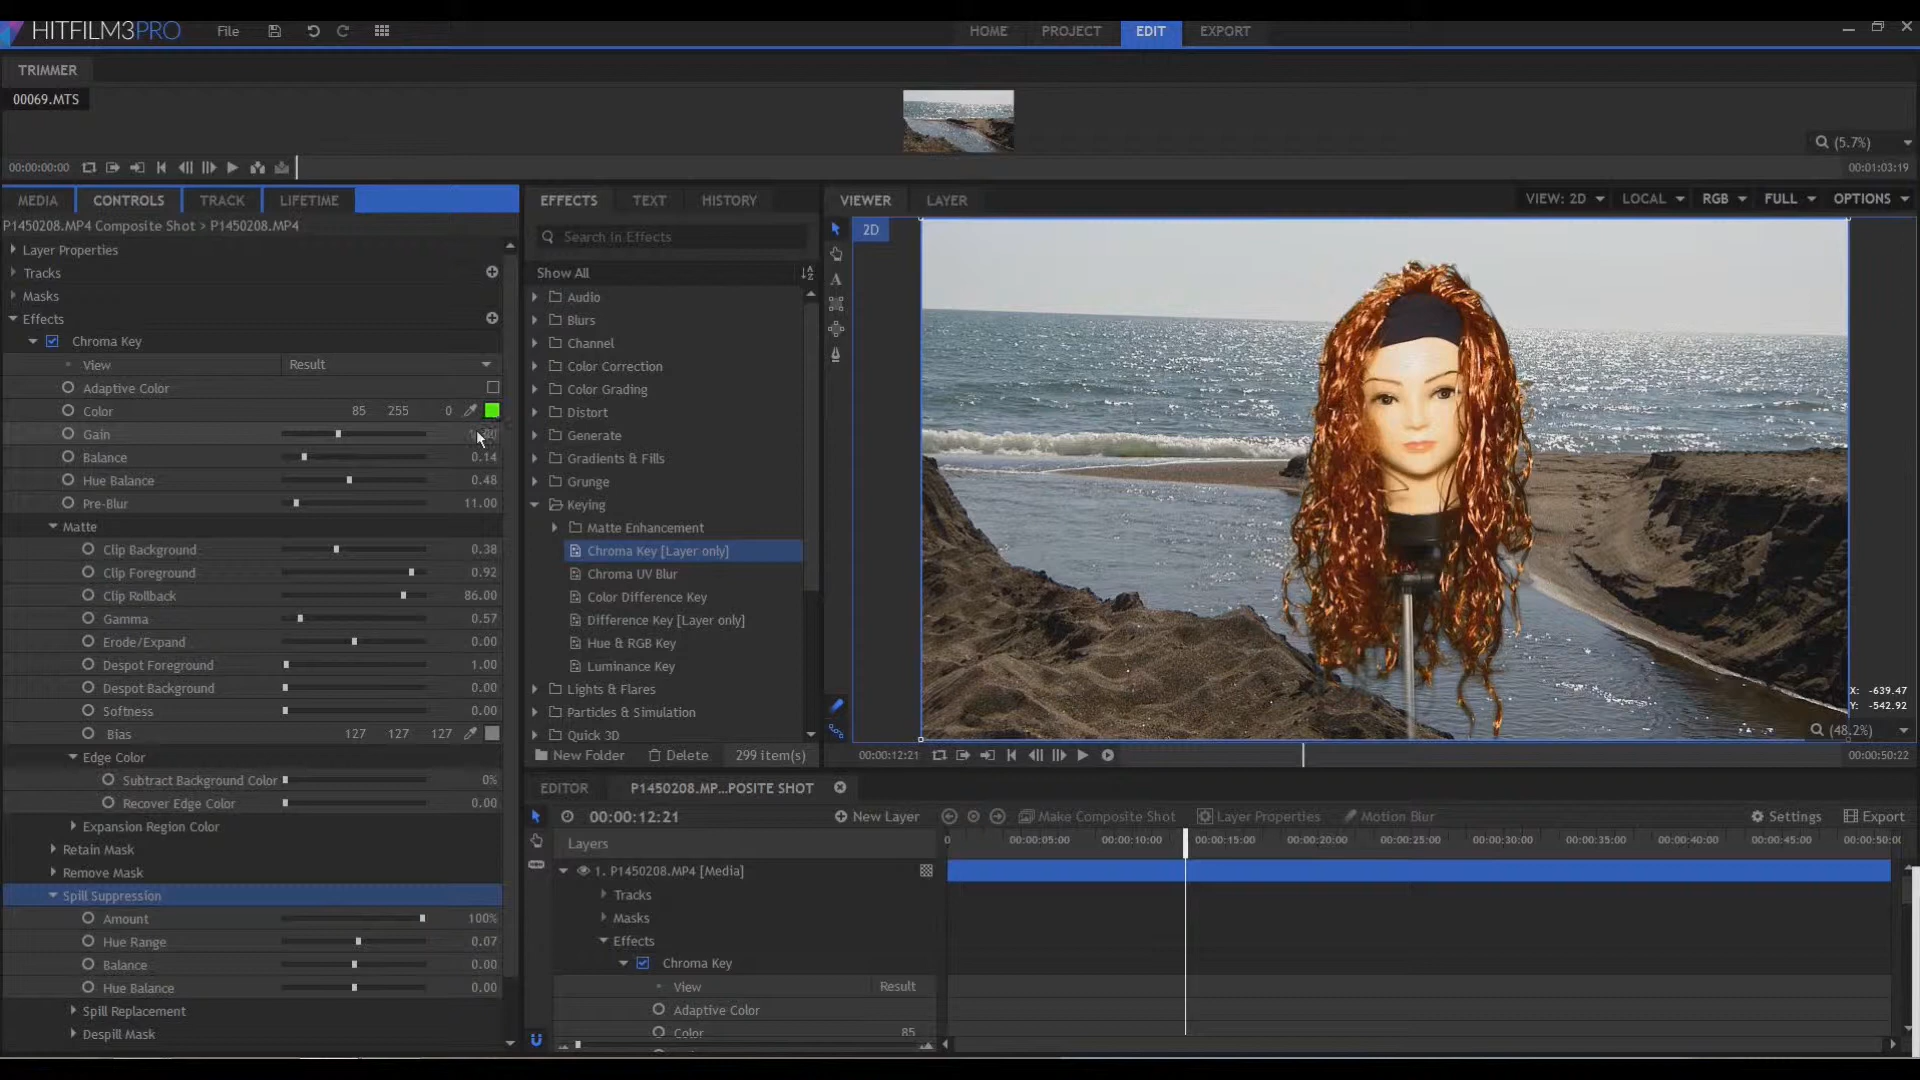 HITFILM3PRO
File
HOME
PROJECT
EDIT
EXPORT
TRIMMER
00069.MTS
(5.7%)
00:00:00:00
00:01:03:19
MEDIA
CONTROLS
TRACK
LIFETIME
P1450208.MP4 Composite Shot > P1450208.MP4
Layer Properties
Tracks
Masks
Effects
Chroma Key
View Result
Adaptive Color
Color 85 255 0
Gain
Balance 0.14
Hue Balance 0.48
Pre-Blur 11.00
Matte
Clip Background 0.38
Clip Foreground 0.92
Clip Rollback 86.00
Gamma 0.57
Erode/Expand 0.00
Despot Foreground 1.00
Despot Background 0.00
Softness 0.00
Bias 127 127 127
Edge Color
Subtract Background Color 0%
Recover Edge Color 0.00
Expansion Region Color
Retain Mask
Remove Mask
Spill Suppression
Amount 100%
Hue Range 0.07
Balance 0.00
Hue Balance 0.00
Spill Replacement
Despill Mask
EFFECTS
TEXT
HISTORY
Search In Effects
Show All
Audio
Blurs
Channel
Color Correction
Color Grading
Distort
Generate
Gradients & Fills
Grunge
Keying
Matte Enhancement
Chroma Key [Layer only]
Chroma UV Blur
Color Difference Key
Difference Key [Layer only]
Hue & RGB Key
Luminance Key
Lights & Flares
Particles & Simulation
Quick 3D
New Folder
Delete
299 item(s)
VIEWER
LAYER
VIEW: 2D
LOCAL
RGB
FULL
OPTIONS
2D
A
X: -639.47
Y: -542.92
(48.2%)
00:00:12:21
00:00:50:22
EDITOR
P1450208.MP...POSITE SHOT
00:00:12:21
New Layer
Make Composite Shot
Layer Properties
Motion Blur
Settings
Export
Layers
0 00:00:05:00 00:00:10:00 00:00:15:00 00:00:20:00 00:00:25:00 00:00:30:00 00:00:35:00 00:00:40:00 00:00:45:00
1. P1450208.MP4 [Media]
Tracks
Masks
Effects
Chroma Key
View Result
Adaptive Color
Color 85